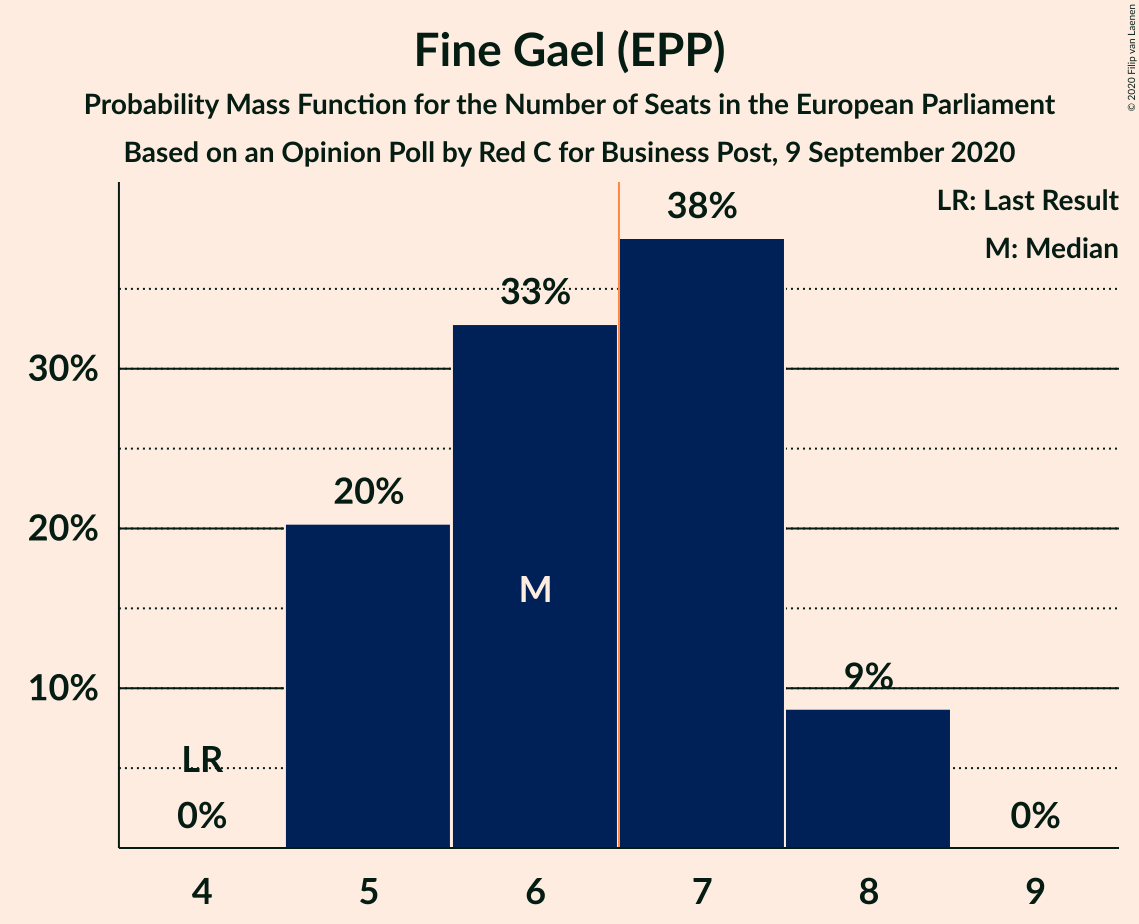 Fine Gael (EPP)
Probability Mass Function for the Number of Seats in the European Parliament
Based on an Opinion Poll by Red C for Business Post, 9 September 2020
© 2020 Filip van Laenen
LR: Last Result
M: Median
38%
33%
30%
20%
20%
M
10%
9%
LR
0%
0%
4 5 6 7 8 9